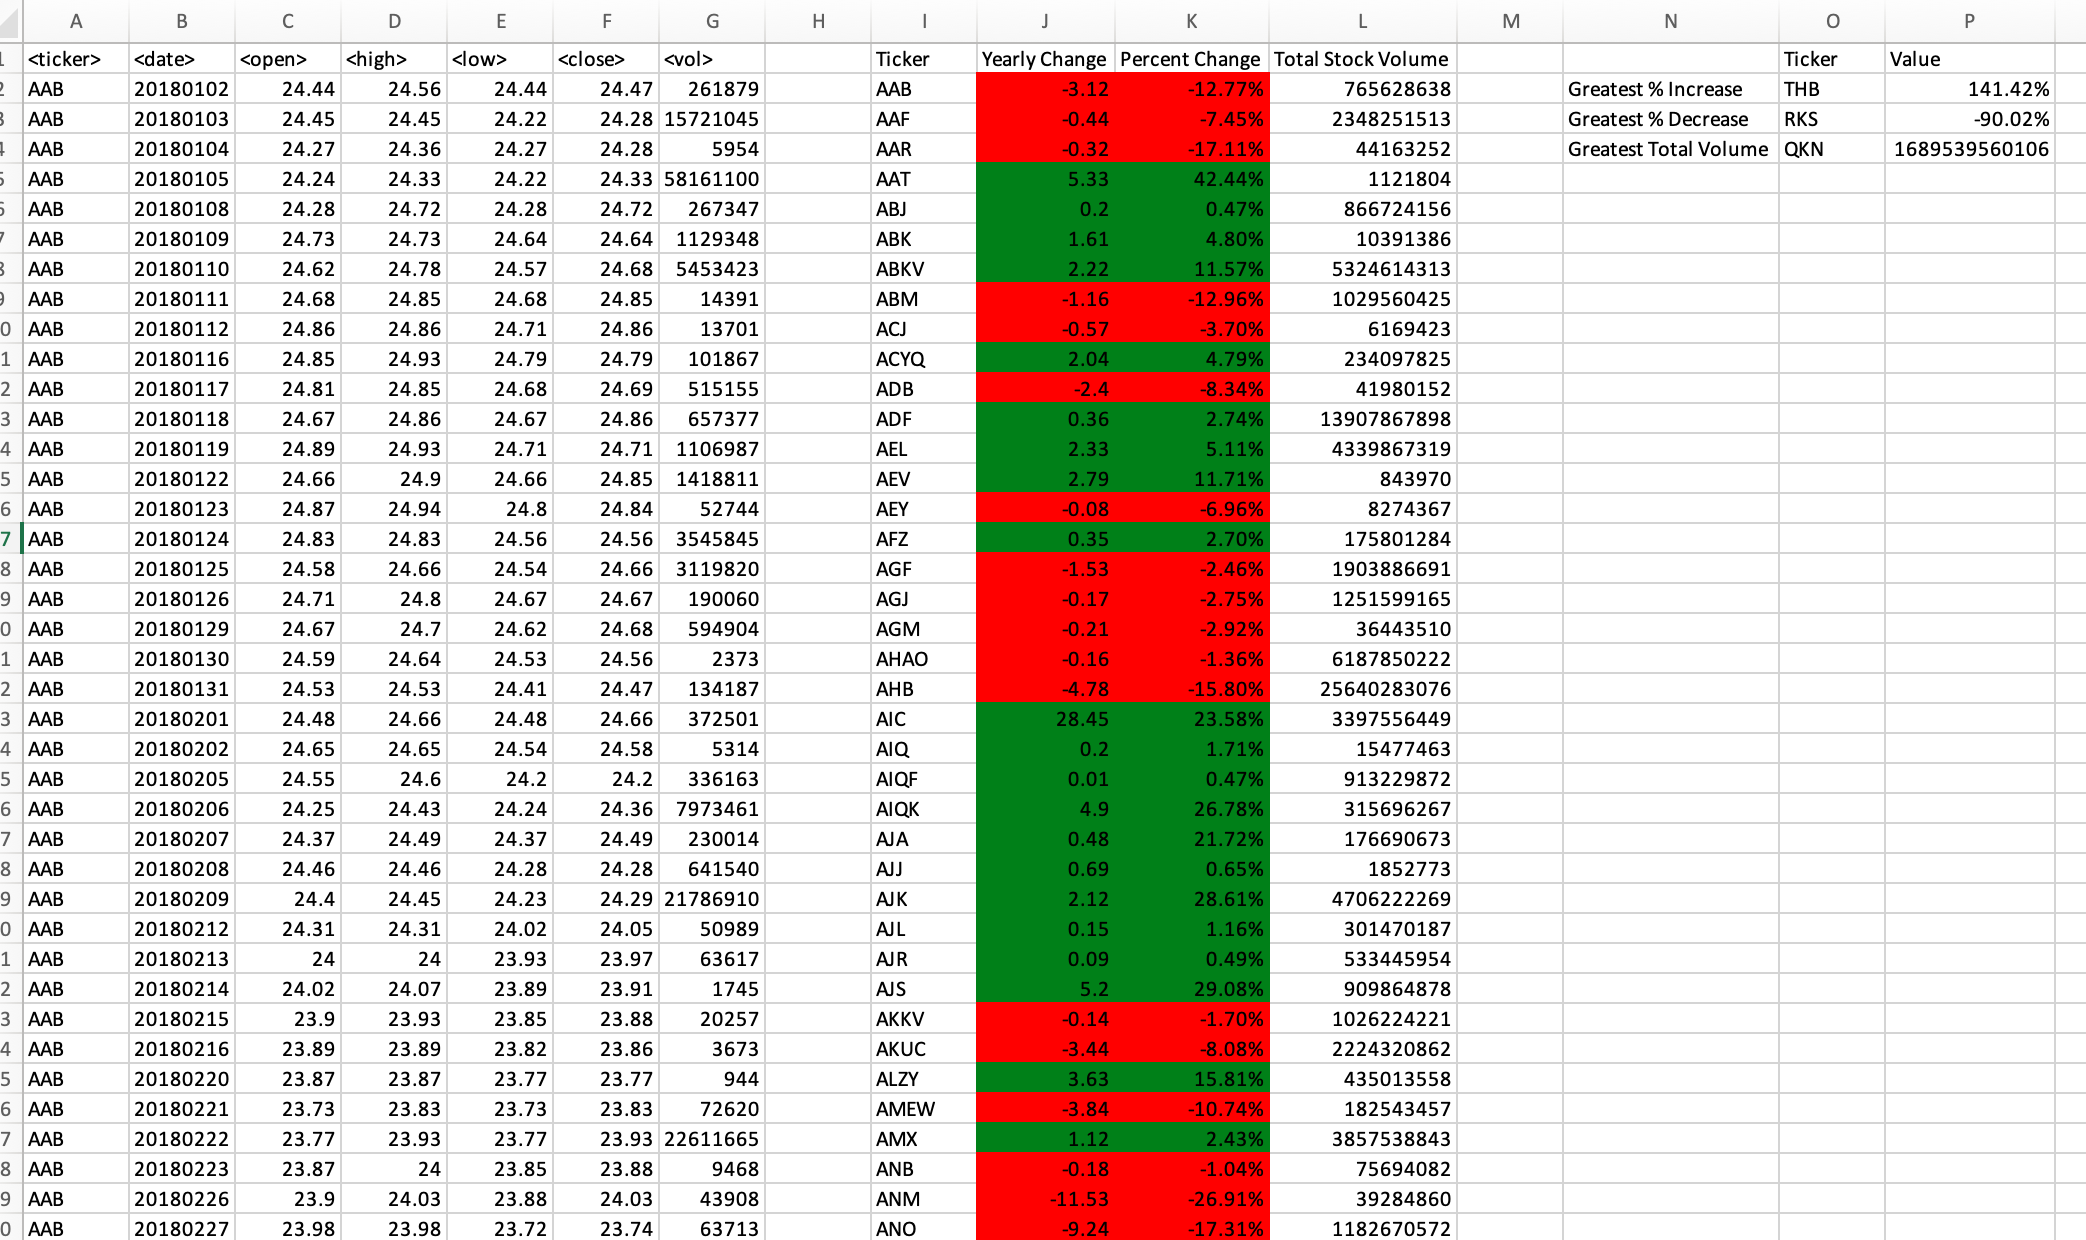 A B C D E F G H I J K L M N O P
1 <ticker> <date> <open> <high> <low> <close> <vol> Ticker Yearly Change Percent Change Total Stock Volume Ticker Value
2 AAB 20180102 24.44 24.56 24.44 24.47 261879 AAB -3.12 -12.77% 765628638 Greatest % Increase THB 141.42%
3 AAB 20180103 24.45 24.45 24.22 24.28 15721045 AAF -0.44 -7.45% 2348251513 Greatest % Decrease RKS -90.02%
4 AAB 20180104 24.27 24.36 24.27 24.28 5954 AAR -0.32 -17.11% 44163252 Greatest Total Volume QKN 1689539560106
5 AAB 20180105 24.24 24.33 24.22 24.33 58161100 AAT 5.33 42.44% 1121804
6 AAB 20180108 24.28 24.72 24.28 24.72 267347 ABJ 0.2 0.47% 866724156
7 AAB 20180109 24.73 24.73 24.64 24.64 1129348 ABK 1.61 4.80% 10391386
8 AAB 20180110 24.62 24.78 24.57 24.68 5453423 ABKV 2.22 11.57% 5324614313
9 AAB 20180111 24.68 24.85 24.68 24.85 14391 ABM -1.16 -12.96% 1029560425
0 AAB 20180112 24.86 24.86 24.71 24.86 13701 ACJ -0.57 -3.70% 6169423
1 AAB 20180116 24.85 24.93 24.79 24.79 101867 ACYQ 2.04 4.79% 234097825
2 AAB 20180117 24.81 24.85 24.68 24.69 515155 ADB -2.4 -8.34% 41980152
3 AAB 20180118 24.67 24.86 24.67 24.86 657377 ADF 0.36 2.74% 13907867898
4 AAB 20180119 24.89 24.93 24.71 24.71 1106987 AEL 2.33 5.11% 4339867319
5 AAB 20180122 24.66 24.9 24.66 24.85 1418811 AEV 2.79 11.71% 843970
6 AAB 20180123 24.87 24.94 24.8 24.84 52744 AEY -0.08 -6.96% 8274367
7 AAB 20180124 24.83 24.83 24.56 24.56 3545845 AFZ 0.35 2.70% 175801284
8 AAB 20180125 24.58 24.66 24.54 24.66 3119820 AGF -1.53 -2.46% 1903886691
9 AAB 20180126 24.71 24.8 24.67 24.67 190060 AGJ -0.17 -2.75% 1251599165
0 AAB 20180129 24.67 24.7 24.62 24.68 594904 AGM -0.21 -2.92% 36443510
1 AAB 20180130 24.59 24.64 24.53 24.56 2373 AHAO -0.16 -1.36% 6187850222
2 AAB 20180131 24.53 24.53 24.41 24.47 134187 AHB -4.78 -15.80% 25640283076
3 AAB 20180201 24.48 24.66 24.48 24.66 372501 AIC 28.45 23.58% 3397556449
4 AAB 20180202 24.65 24.65 24.54 24.58 5314 AIQ 0.2 1.71% 15477463
5 AAB 20180205 24.55 24.6 24.2 24.2 336163 AIQF 0.01 0.47% 913229872
6 AAB 20180206 24.25 24.43 24.24 24.36 7973461 AIQK 4.9 26.78% 315696267
7 AAB 20180207 24.37 24.49 24.37 24.49 230014 AJA 0.48 21.72% 176690673
8 AAB 20180208 24.46 24.46 24.28 24.28 641540 AJJ 0.69 0.65% 1852773
9 AAB 20180209 24.4 24.45 24.23 24.29 21786910 AJK 2.12 28.61% 4706222269
0 AAB 20180212 24.31 24.31 24.02 24.05 50989 AJL 0.15 1.16% 301470187
1 AAB 20180213 24 24 23.93 23.97 63617 AJR 0.09 0.49% 533445954
2 AAB 20180214 24.02 24.07 23.89 23.91 1745 AJS 5.2 29.08% 909864878
3 AAB 20180215 23.9 23.93 23.85 23.88 20257 AKKV -0.14 -1.70% 1026224221
4 AAB 20180216 23.89 23.89 23.82 23.86 3673 AKUC -3.44 -8.08% 2224320862
5 AAB 20180220 23.87 23.87 23.77 23.77 944 ALZY 3.63 15.81% 435013558
6 AAB 20180221 23.73 23.83 23.73 23.83 72620 AMEW -3.84 -10.74% 182543457
7 AAB 20180222 23.77 23.93 23.77 23.93 22611665 AMX 1.12 2.43% 3857538843
8 AAB 20180223 23.87 24 23.85 23.88 9468 ANB -0.18 -1.04% 75694082
9 AAB 20180226 23.9 24.03 23.88 24.03 43908 ANM -11.53 -26.91% 39284860
0 AAB 20180227 23.98 23.98 23.72 23.74 63713 ANO -9.24 -17.31% 1182670572